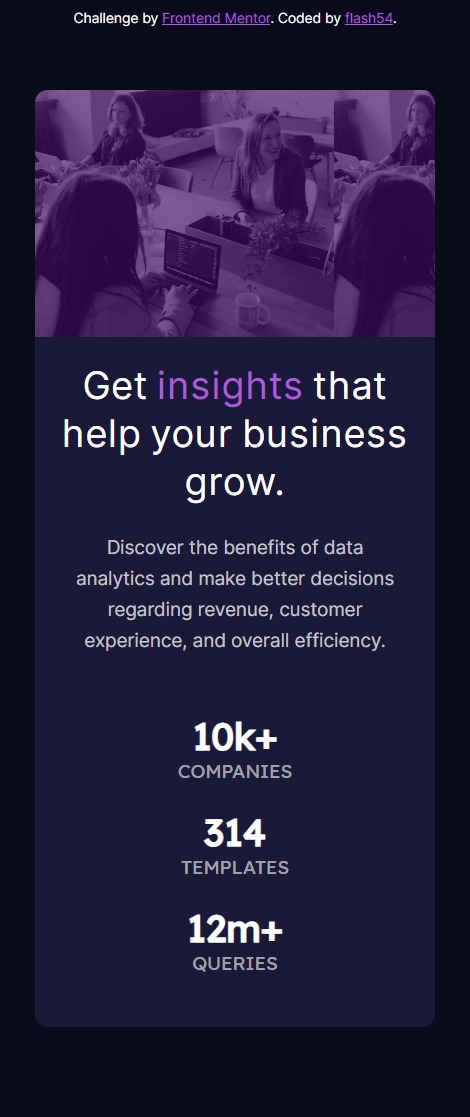 Challenge by Frontend Mentor. Coded by flash54.
Get insights that
help your business
grow.
Discover the benefits of data
analytics and make better decisions
regarding revenue, customer
experience, and overall efficiency.
10k+
COMPANIES
314
TEMPLATES
12m+
QUERIES